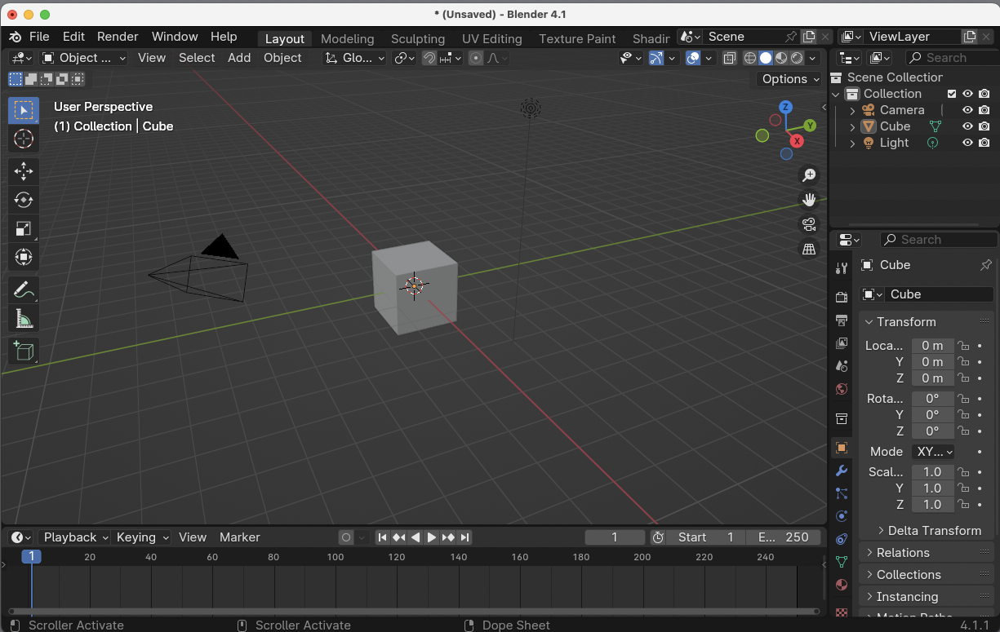 * (Unsaved) - Blender 4.1
File Edit Render Window Help Layout Modeling Sculpting UV Editing Texture Paint Shadin Scene ViewLayer
Object ... View Select Add Object Glo... Search
Options
User Perspective
(1) Collection | Cube
Z
Y
X
Scene Collection
Collection
Camera
Cube
Light
Search
Cube
Cube
Transform
Loca... 0 m
Y 0 m
Z 0 m
Rota... 0°
Y 0°
Z 0°
Mode XY...
Scal... 1.0
Y 1.0
Z 1.0
Delta Transform
Relations
Collections
Instancing
Motion Paths
Playback Keying View Marker 1 Start 1 E... 250
1 20 40 60 80 100 120 140 160 180 200 220 240
Scroller Activate Scroller Activate Dope Sheet 4.1.1